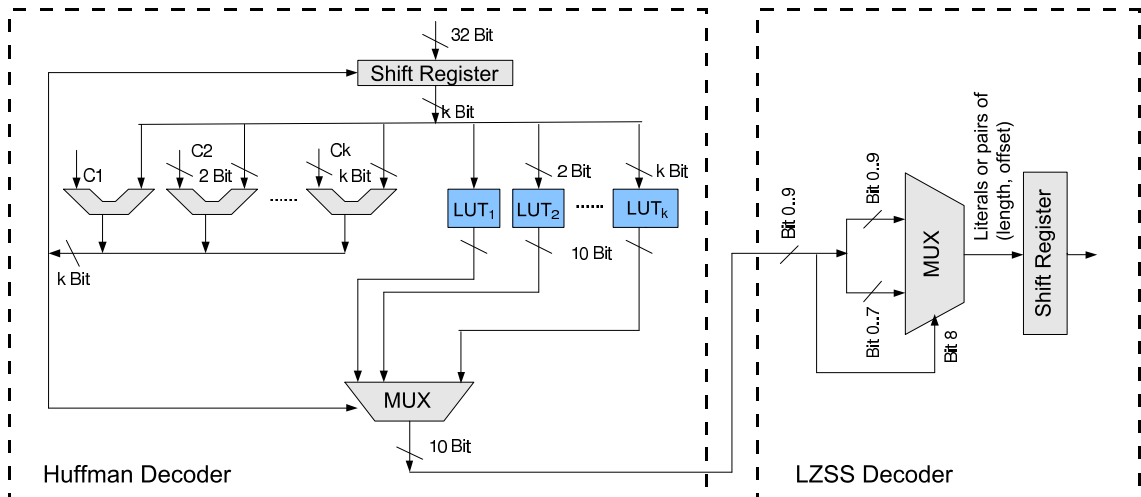 32 Bit
Shift Register
k Bit
C1
C2
2 Bit
Ck
k Bit
2 Bit
k Bit
......
LUT1
LUT2
......
LUTk
k Bit
10 Bit
MUX
10 Bit
Huffman Decoder
Bit 0..9
Bit 0..9
Bit 0..7
MUX
Bit 8
Literals or pairs of
(length, offset)
Shift Register
LZSS Decoder